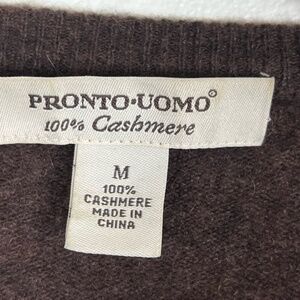 PRONTO·UOMO®
100% Cashmere
M
100%
CASHMERE
MADE IN
CHINA